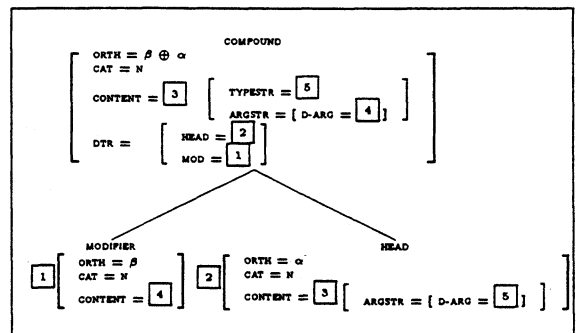 COMPOUND
ORTH = β ⊕ α
CAT = N
CONTENT = 3 [ TYPESTR = 5
ARGSTR = [ D-ARG = 4 ] ]
DTR = [ HEAD = 2
MOD = 1 ]
MODIFIER HEAD
1 [ ORTH = β 2 [ ORTH = α
CAT = N CAT = N
CONTENT = 4 ] CONTENT = 3 [ ARGSTR = [ D-ARG = 5 ] ] ]